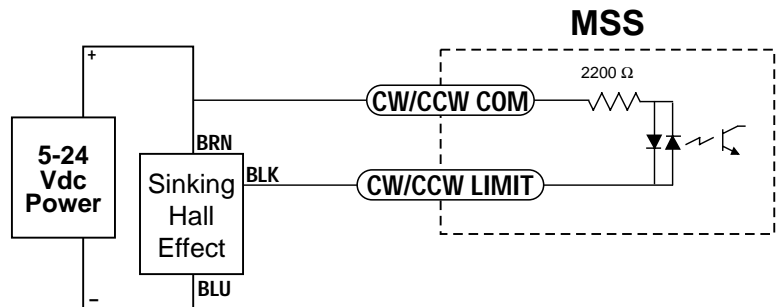 MSS
+
2200 Ω
CW/CCW COM
BRN
5-24
Vdc
Power
Sinking
Hall
Effect
BLK
CW/CCW LIMIT
BLU
–